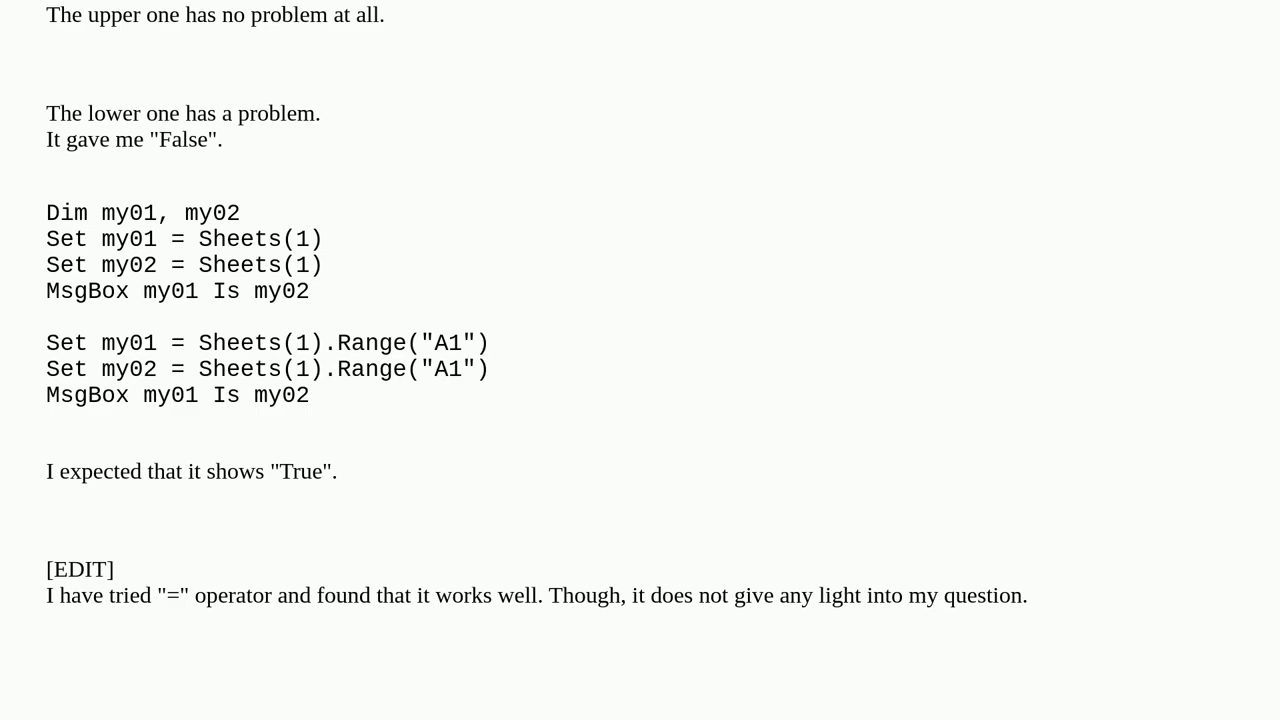 The upper one has no problem at all.
The lower one has a problem.
It gave me "False".
Dim my01, my02
Set my01 = Sheets(1)
Set my02 = Sheets(1)
MsgBox my01 Is my02
Set my01 = Sheets(1).Range("A1")
Set my02 = Sheets(1).Range("A1")
MsgBox my01 Is my02
I expected that it shows "True".
[EDIT]
I have tried "=" operator and found that it works well. Though, it does not give any light into my question.